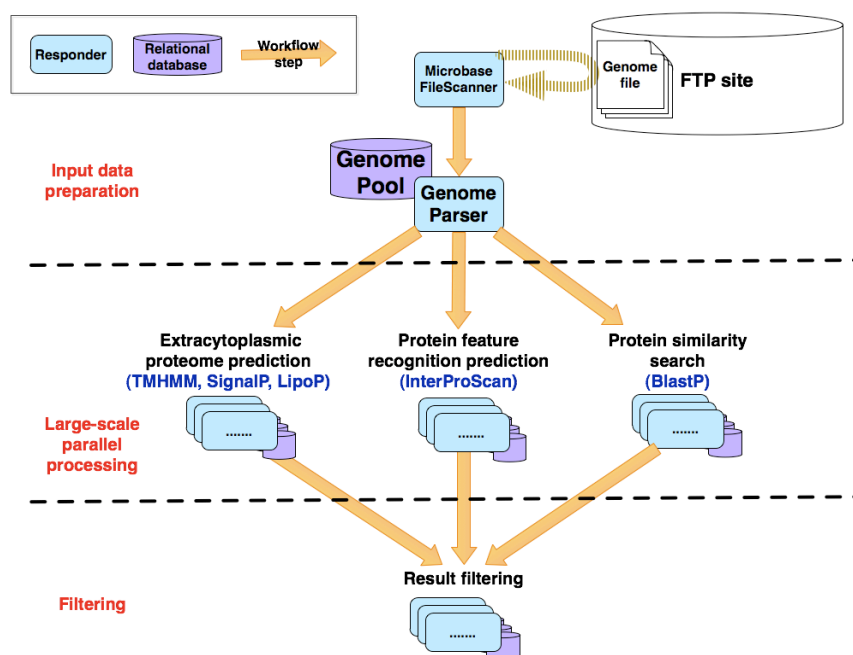 Responder
Relational
database
Workflow
step
Microbase
FileScanner
Genome
file
FTP site
Input data
preparation
Genome
Pool
Genome
Parser
Extracytoplasmic
proteome prediction
(TMHMM, SignalP, LipoP)
Protein feature
recognition prediction
(InterProScan)
Protein similarity
search
(BlastP)
Large-scale
parallel
processing
.......
.......
.......
Result filtering
Filtering
.......